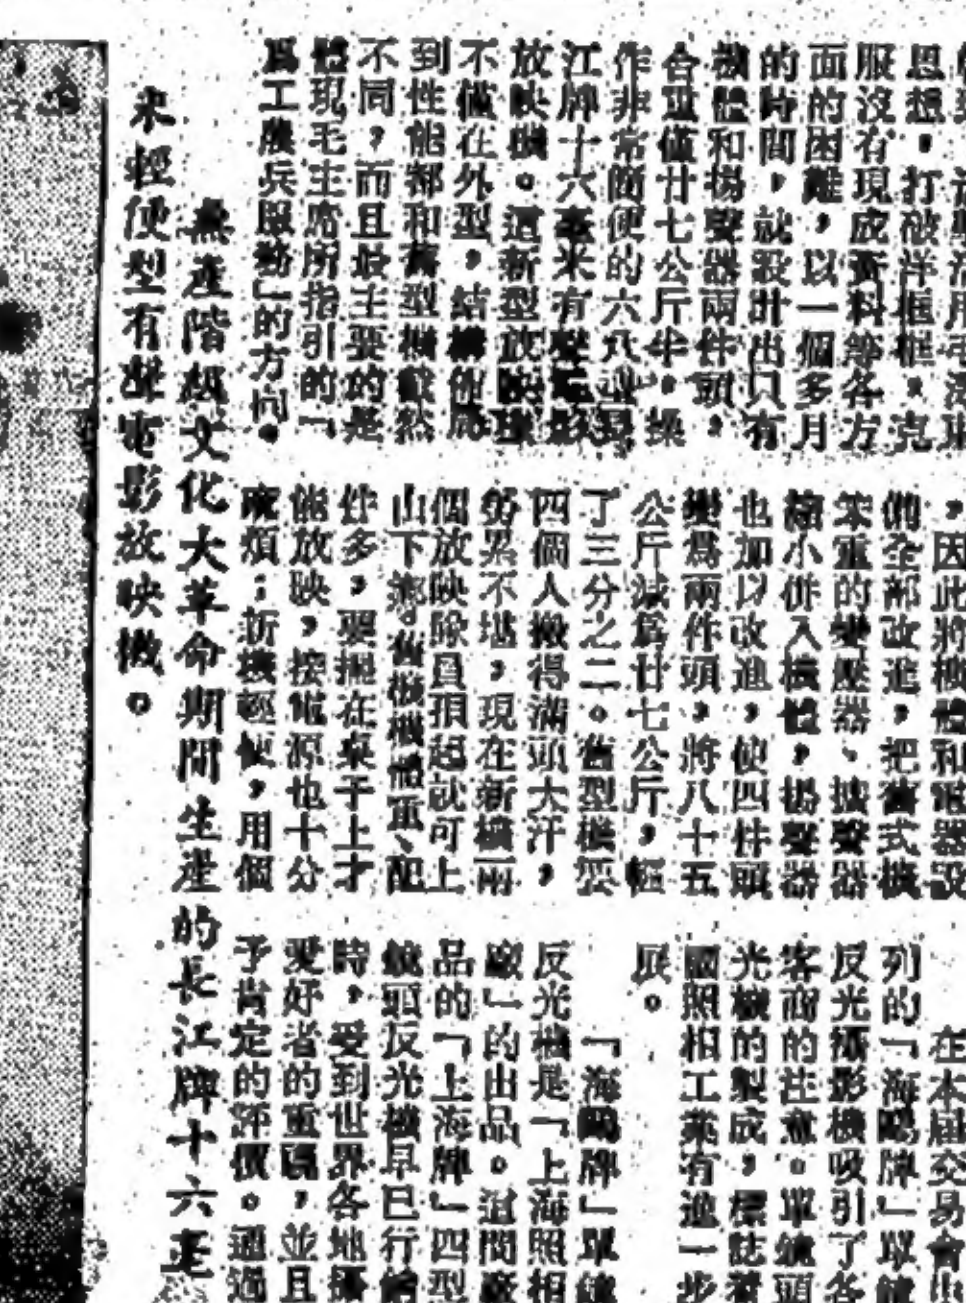 思想,打破洋框框,克
服沒有現成資料等各方
面的困難,以一個多月
的時間,就設計出只有
機體和揚聲器兩件頭,
合重僅廿七公斤半。操
作非常簡便的六八型長
江牌十六毫米有聲電影
放映機。這新型放映機
不僅在外型,結構佈局
到性能都和舊型機截然
不同,而且最主要的是
體現毛主席所指引的「
爲工農兵服務」的方向。
,因此將機體和電器設
備全部改進,把舊式機
笨重的變壓器、擴聲器
縮小併入機體,揚聲器
也加以改進,使四件頭
變爲兩件頭,將八十五
公斤減爲廿七公斤,輕
了三分之二。舊型機要
四個人搬得滿頭大汗,
勞累不堪,現在新機兩
個放映隊員揹起就可上
山下鄉。舊機機體重、配
件多,要擺在桌子上才
能放映,接電源也十分
麻煩;新機輕便,用個
在本屆交易會出
列的「海鷗牌」單鏡
反光攝影機吸引了各
客商的注意。單鏡頭
光機的製成,標誌着
國照相工業有進一步
展。
「海鷗牌」單鏡
反光機是「上海照相
廠」的出品。這間廠
品的「上海牌」四型
鏡頭反光機早已行銷
時,受到世界各地攝
愛好者的重視,並且
予肯定的評價。通過
無產階級文化大革命期間生產的長江牌十六毫
米輕便型有聲電影放映機。